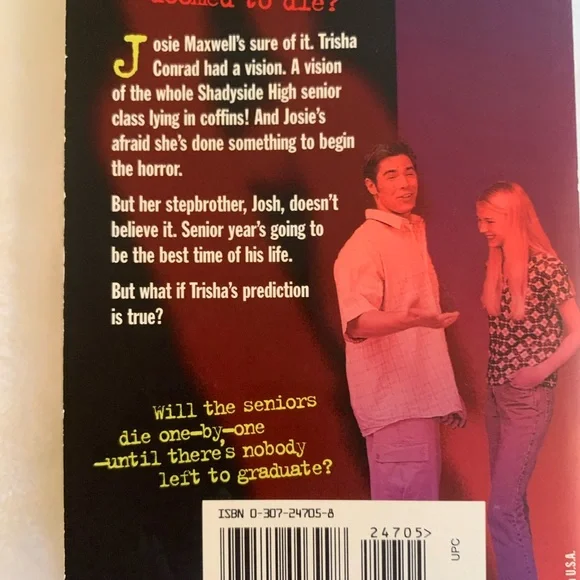 doomed to die?
Josie Maxwell's sure of it. Trisha
Conrad had a vision. A vision
of the whole Shadyside High senior
class lying in coffins! And Josie's
afraid she's done something to begin
the horror.
But her stepbrother, Josh, doesn't
believe it. Senior year's going to
be the best time of his life.
But what if Trisha's prediction
is true?
Will the seniors
die one—by—one
—until there's nobody
left to graduate?
ISBN 0-307-24705-8
24705>
UPC
U.S.A.